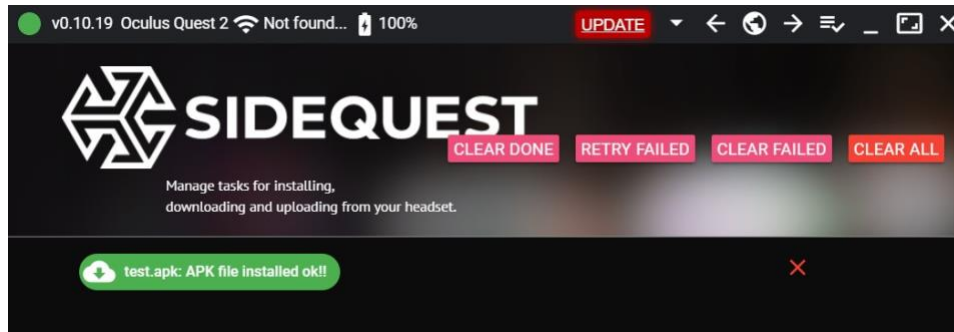 v0.10.19 Oculus Quest 2 Not found... 100% UPDATE
SIDEQUEST
CLEAR DONE RETRY FAILED CLEAR FAILED CLEAR ALL
Manage tasks for installing,
downloading and uploading from your headset.
test.apk: APK file installed ok!!